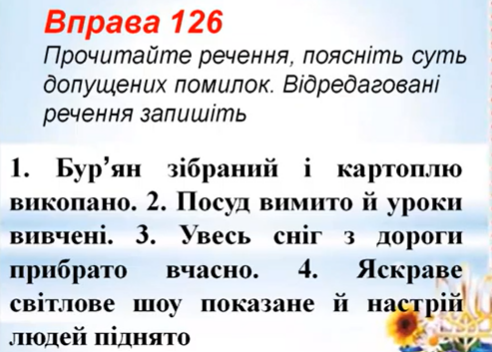 Вправа 126
Прочитайте речення, поясніть суть
допущених помилок. Відредаговані
речення запишіть
1. Бур’ян зібраний і картоплю
викопано. 2. Посуд вимито й уроки
вивчені. 3. Увесь сніг з дороги
прибрато вчасно. 4. Яскраве
світлове шоу показане й настрій
людей піднято